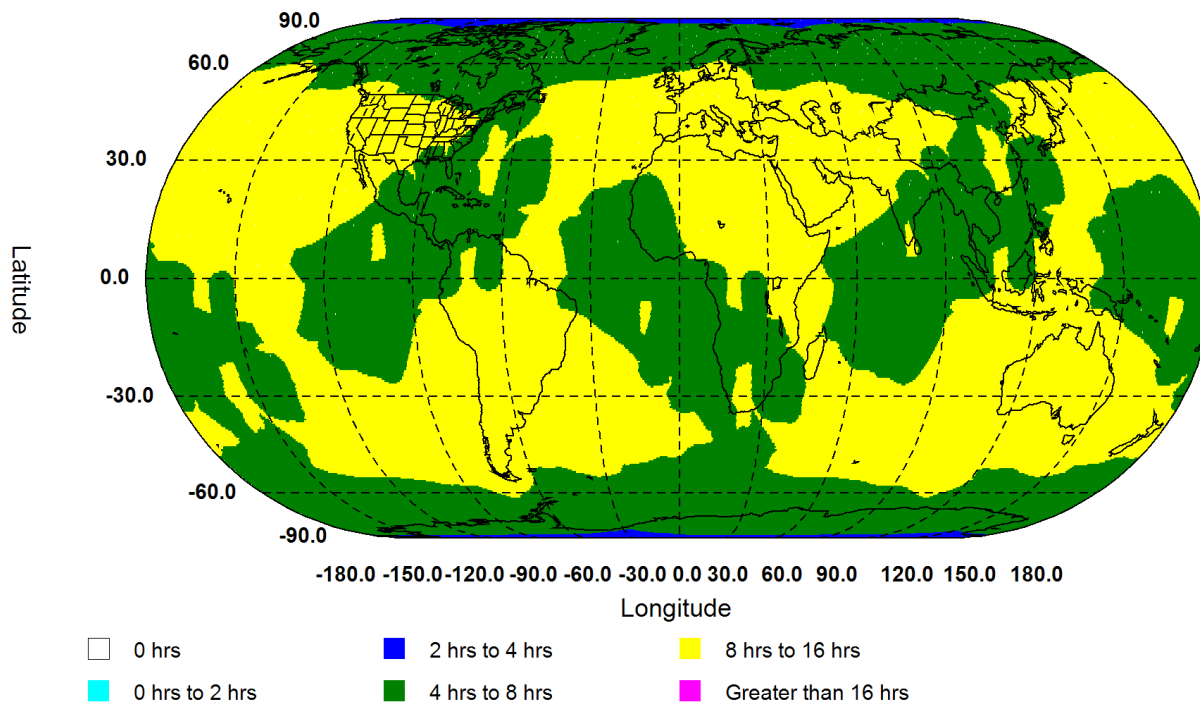 90.0
60.0
30.0
0.0
-30.0
-60.0
-90.0
Latitude
-180.0 -150.0 -120.0 -90.0 -60.0 -30.0 0.0 30.0 60.0 90.0 120.0 150.0 180.0
Longitude
0 hrs
2 hrs to 4 hrs
8 hrs to 16 hrs
0 hrs to 2 hrs
4 hrs to 8 hrs
Greater than 16 hrs